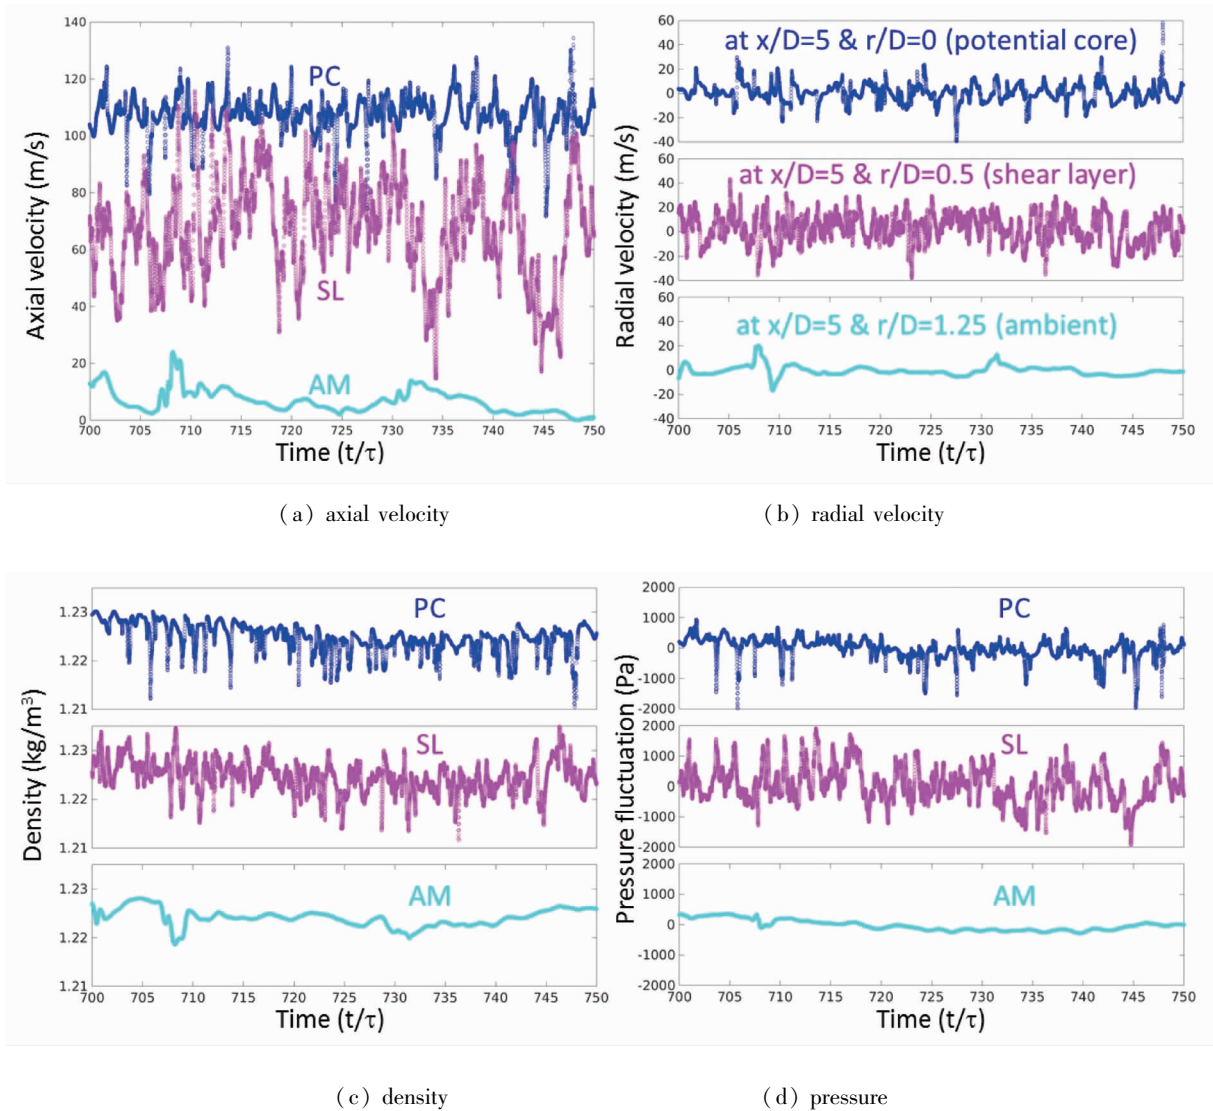 140
120
100
80
60
40
20
0
Axial velocity (m/s)
PC
SL
AM
700 705 710 715 720 725 730 735 740 745 750
Time (t/τ)
(a) axial velocity
60
40
20
0
-20
-40
at x/D=5 & r/D=0 (potential core)
60
40
20
0
-20
-40
at x/D=5 & r/D=0.5 (shear layer)
60
40
20
0
-20
-40
at x/D=5 & r/D=1.25 (ambient)
Radial velocity (m/s)
700 705 710 715 720 725 730 735 740 745 750
Time (t/τ)
(b) radial velocity
1.23
1.22
1.21
PC
1.23
1.22
1.21
SL
1.23
1.22
1.21
AM
Density (kg/m³)
700 705 710 715 720 725 730 735 740 745 750
Time (t/τ)
(c) density
2000
1000
0
-1000
-2000
PC
2000
1000
0
-1000
-2000
SL
2000
1000
0
-1000
-2000
AM
Pressure fluctuation (Pa)
700 705 710 715 720 725 730 735 740 745 750
Time (t/τ)
(d) pressure